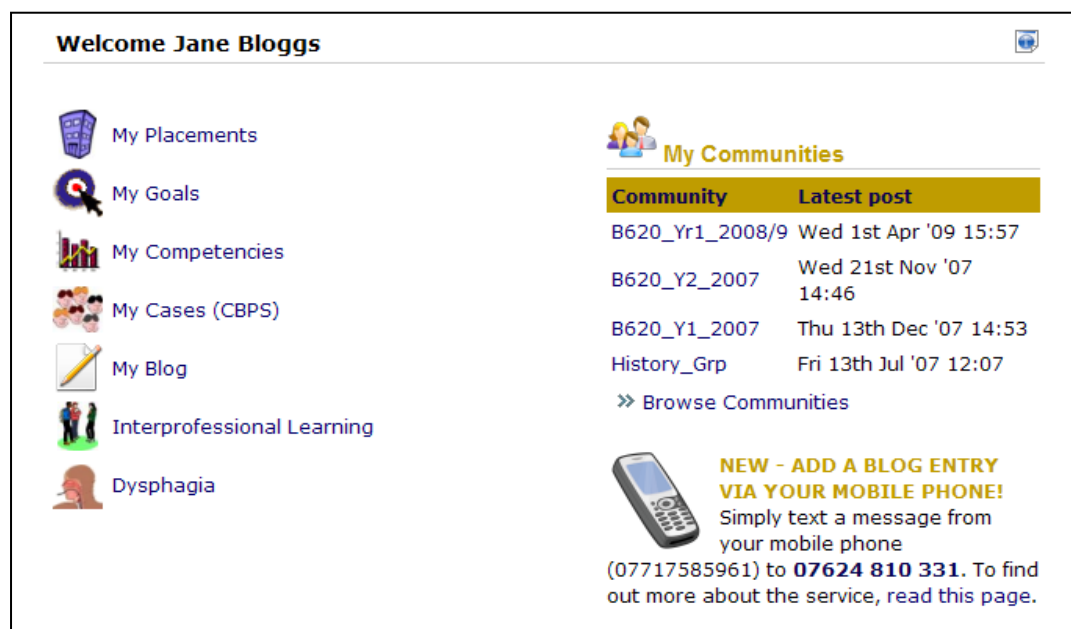 Welcome Jane Bloggs
My Placements
My Goals
My Competencies
My Cases (CBPS)
My Blog
Interprofessional Learning
Dysphagia
My Communities
Community Latest post
B620_Yr1_2008/9 Wed 1st Apr '09 15:57
B620_Y2_2007 Wed 21st Nov '07
14:46
B620_Y1_2007 Thu 13th Dec '07 14:53
History_Grp Fri 13th Jul '07 12:07
>> Browse Communities
NEW - ADD A BLOG ENTRY
VIA YOUR MOBILE PHONE!
Simply text a message from
your mobile phone
(07717585961) to 07624 810 331. To find
out more about the service, read this page.